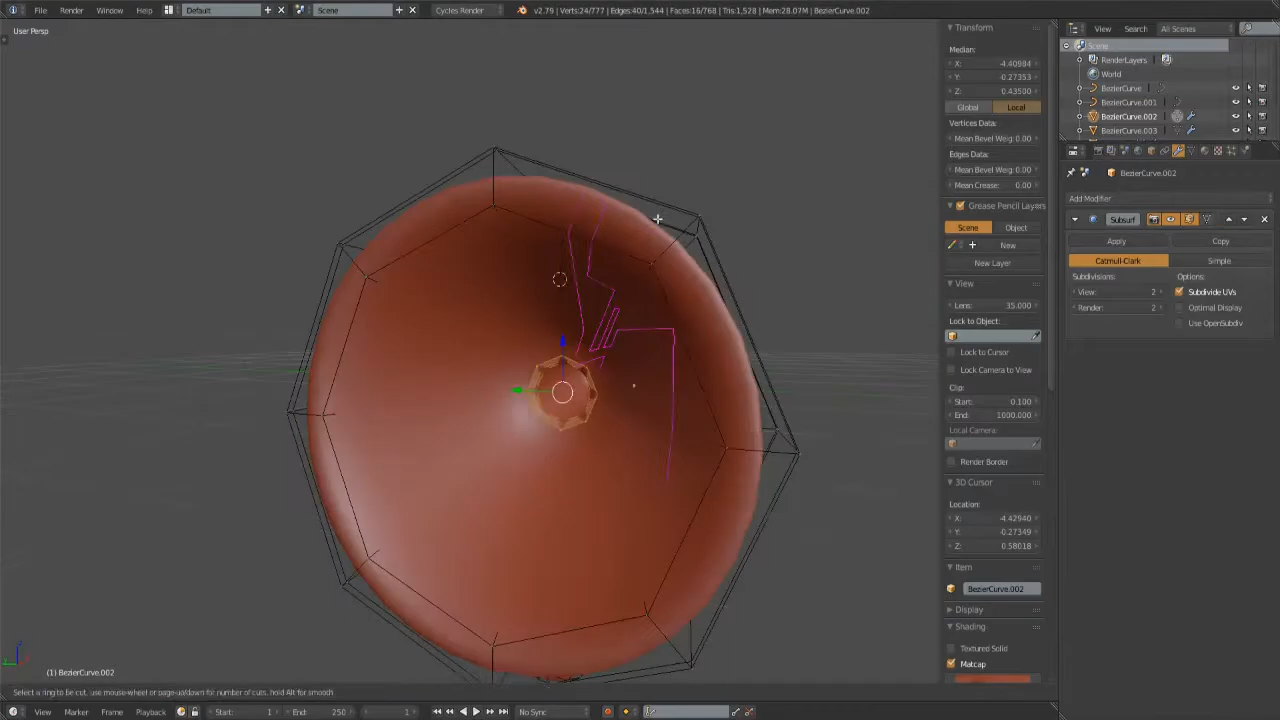 File Render Window Help Default Scene Cycles Render v2.79 | Verts:24/777 | Edges:40/1,544 | Faces:16/768 | Tris:1,528 | Mem:28.07M | BezierCurve.002
User Persp
Transform
Median:
X: -4.40984
Y: -0.27353
Z: 0.43500
Global Local
Vertices Data:
Mean Bevel Weig: 0.00
Edges Data:
Mean Bevel Weig: 0.00
Mean Crease: 0.00
Grease Pencil Layers
Scene Object
New
New Layer
View
Lens: 35.000
Lock to Object:
Lock to Cursor
Lock Camera to View
Clip:
Start: 0.100
End: 1000.000
Local Camera:
Render Border
3D Cursor
Location:
X: -4.42940
Y: -0.27349
Z: 0.58018
Item
BezierCurve.002
Display
Shading
Textured Solid
Matcap
View Search All Scenes
Scene
RenderLayers
World
BezierCurve
BezierCurve.001
BezierCurve.002
BezierCurve.003
BezierCurve.002
Add Modifier
Subsurf
Apply Copy
Catmull-Clark Simple
Subdivisions: Options:
View: 2 Subdivide UVs
Render: 2 Optimal Display
Use OpenSubdiv
(1) BezierCurve.002
Select a ring to be cut, use mouse-wheel or page-up/down for number of cuts, hold Alt for smooth
View Marker Frame Playback Start: 1 End: 250 1 No Sync